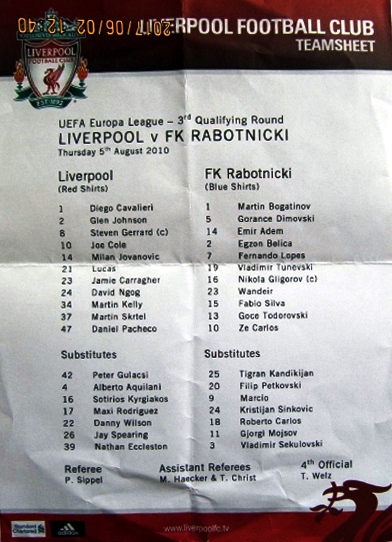 2017/06/02 12:40
LIVERPOOL FOOTBALL CLUB
TEAMSHEET
LIVERPOOL
FOOTBALL CLUB
EST·1892
UEFA Europa League – 3rd Qualifying Round
LIVERPOOL v FK RABOTNICKI
Thursday 5th August 2010
Liverpool
(Red Shirts)
1 Diego Cavalieri
2 Glen Johnson
8 Steven Gerrard (c)
10 Joe Cole
14 Milan Jovanovic
21 Lucas
23 Jamie Carragher
24 David Ngog
34 Martin Kelly
37 Martin Skrtel
47 Daniel Pacheco
Substitutes
42 Peter Gulacsi
4 Alberto Aquilani
16 Sotirios Kyrgiakos
17 Maxi Rodriguez
22 Danny Wilson
26 Jay Spearing
39 Nathan Eccleston
FK Rabotnicki
(Blue Shirts)
1 Martin Bogatinov
5 Gorance Dimovski
14 Emir Adem
2 Egzon Belica
7 Fernando Lopes
19 Vladimir Tunevski
16 Nikola Gligorov (c)
23 Wandeir
15 Fabio Silva
13 Goce Todorovski
10 Ze Carlos
Substitutes
25 Tigran Kandikijan
20 Filip Petkovski
9 Marcio
24 Kristijan Sinkovic
18 Roberto Carlos
11 Gjorgi Mojsov
3 Vladimir Sekulovski
Referee
P. Sippel
Assistant Referees
M. Haecker & T. Christ
4th Official
T. Welz
Standard Chartered
adidas
www.liverpoolfc.tv